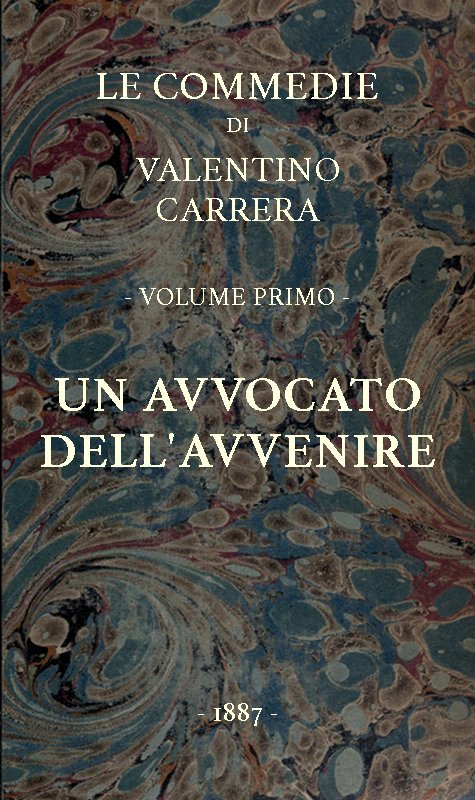 LE COMMEDIE
DI
VALENTINO
CARRERA
- VOLUME PRIMO -
UN AVVOCATO
DELL'AVVENIRE
- 1887 -